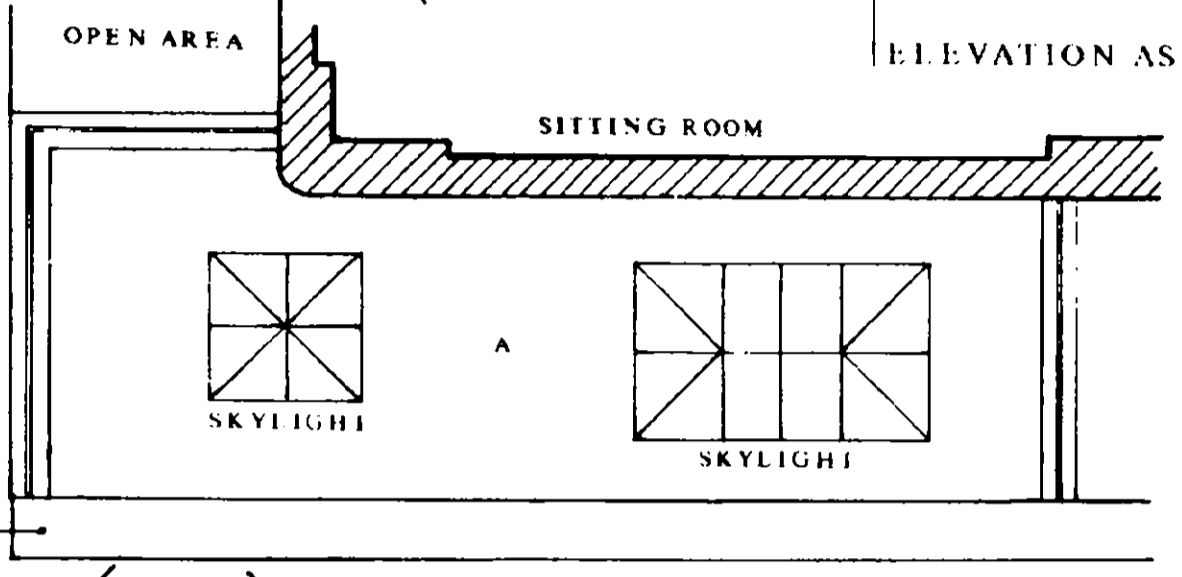 OPEN AREA
ELEVATION AS
SITTING ROOM
A
SKYLIGHT
SKYLIGHT